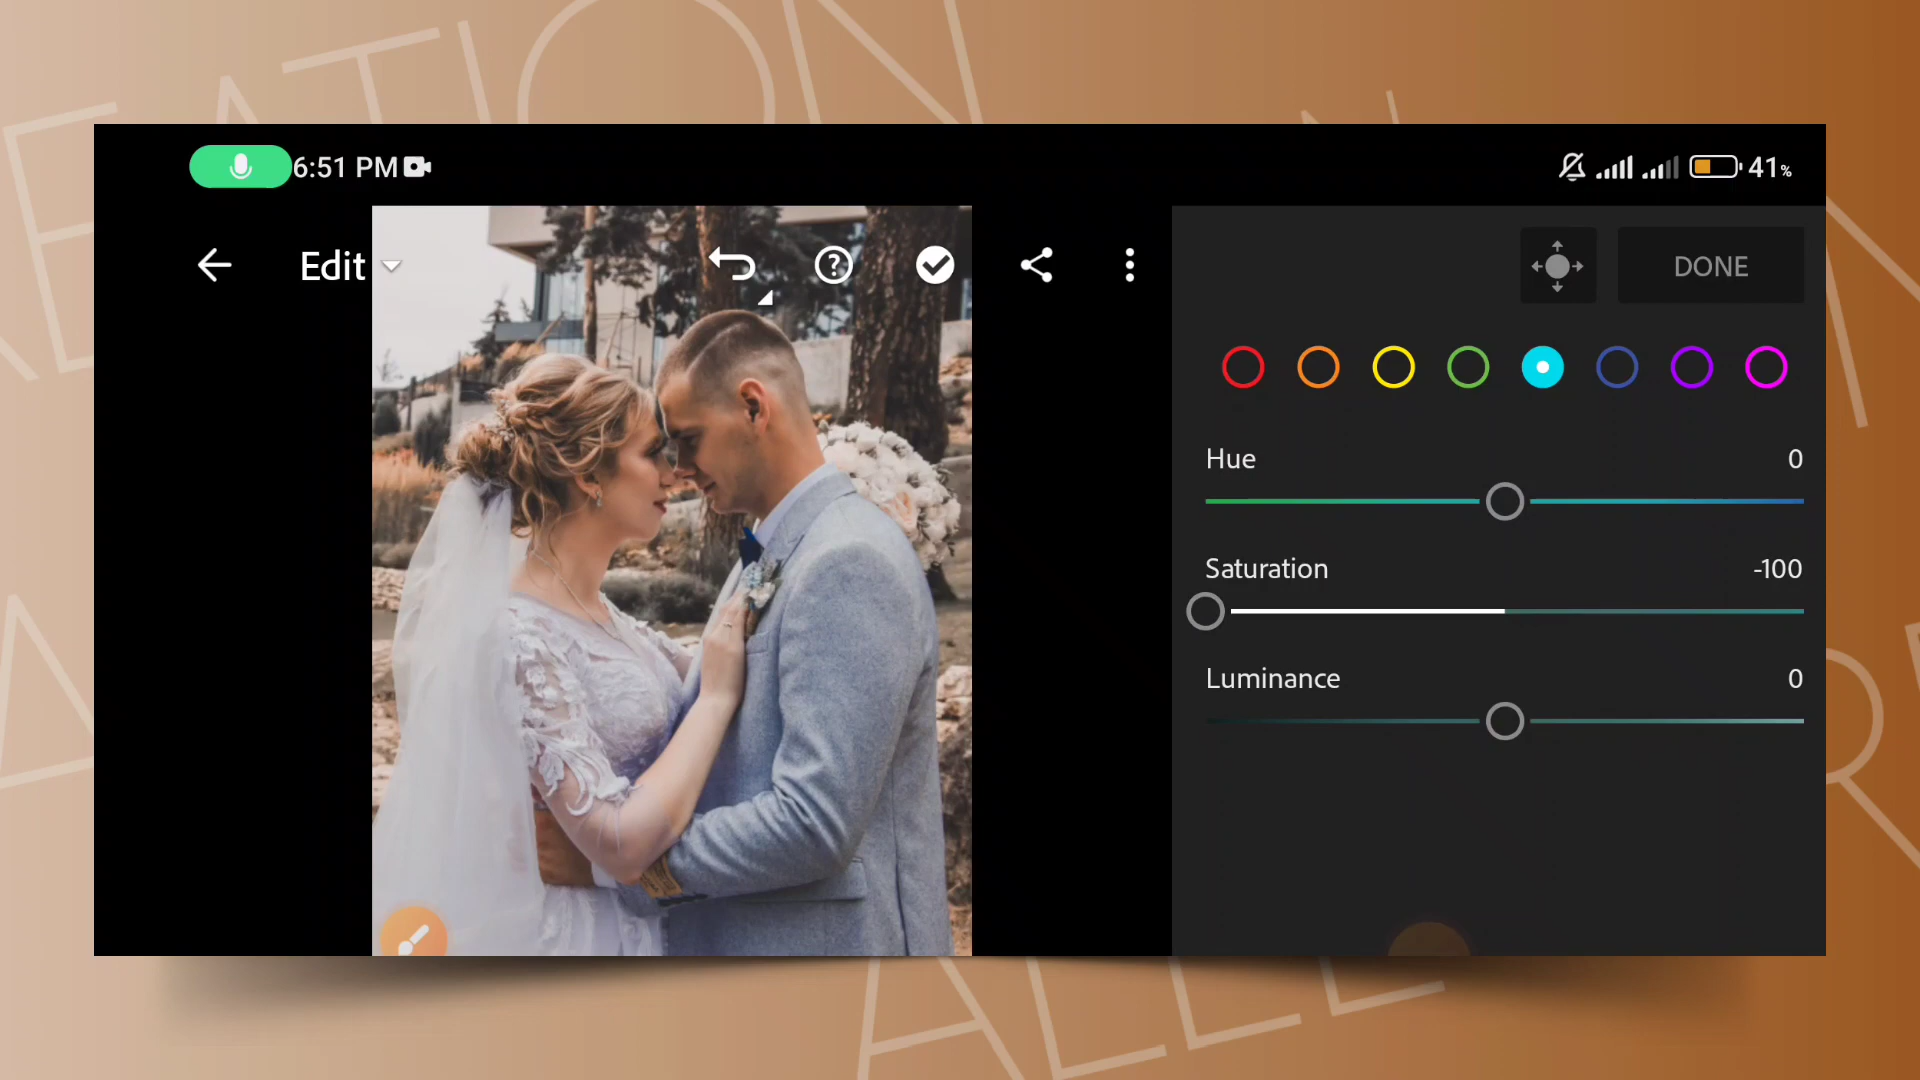 6:51 PM
41%
Edit
DONE
Hue 0
Saturation -100
Luminance 0